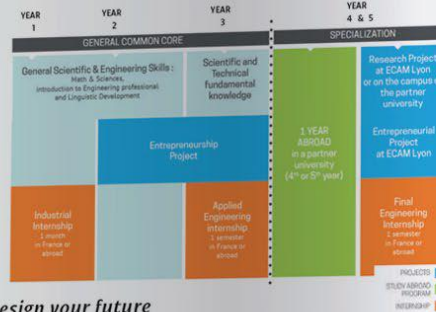 YEAR
1
YEAR
2
YEAR
3
YEAR
4 & 5
GENERAL COMMON CORE
SPECIALIZATION
General Scientific & Engineering Skills :
Math & Sciences,
Introduction to Engineering professional
and Linguistic Development
Scientific and
Technical
fundamental
knowledge
Entrepreneurship
Project
Industrial
Internship
1 month
in France or
abroad
Applied
Engineering
internship
1 semester
in France or
abroad
1 YEAR
ABROAD
in a partner
university
(4th or 5th year)
Research Project
at ECAM Lyon
or on the campus of
the partner
university
Entrepreneurial
Project
at ECAM Lyon
Final
Engineering
Internship
1 semester
in France or
abroad
PROJECTS
STUDY ABROAD
PROGRAM
INTERNSHIP
esign your future